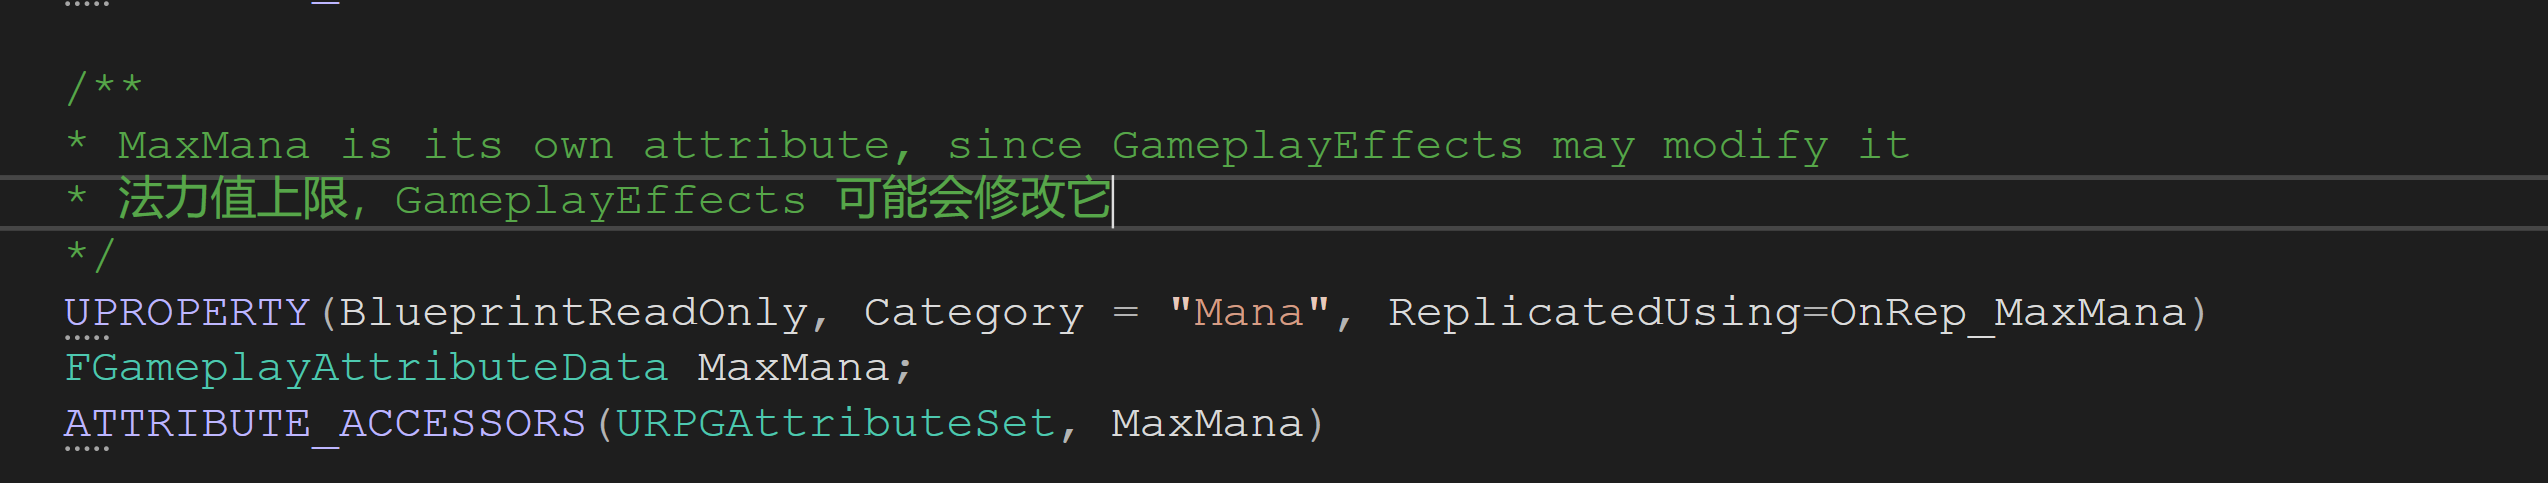 /**
* MaxMana is its own attribute, since GameplayEffects may modify it
* 法力值上限, GameplayEffects 可能会修改它
*/
UPROPERTY(BlueprintReadOnly, Category = "Mana", ReplicatedUsing=OnRep_MaxMana)
FGameplayAttributeData MaxMana;
ATTRIBUTE_ACCESSORS(URPGAttributeSet, MaxMana)